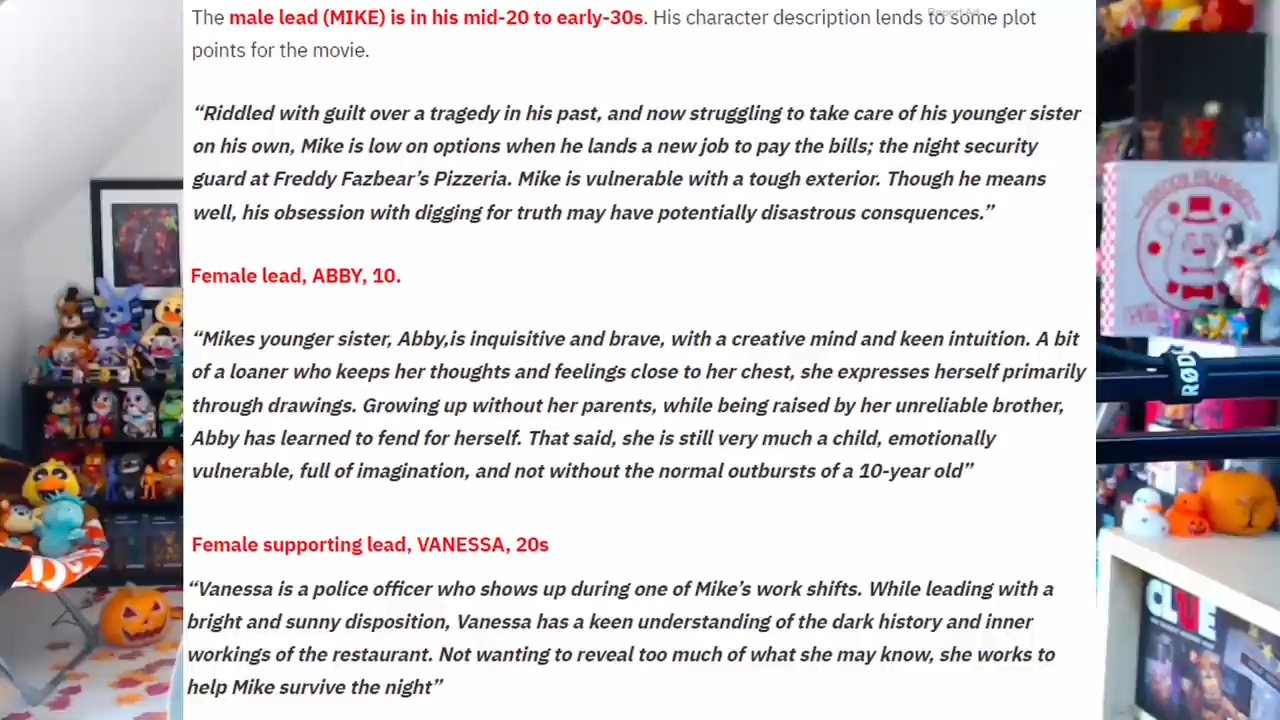 Report Ad
The male lead (MIKE) is in his mid-20 to early-30s. His character description lends to some plot
points for the movie.
“Riddled with guilt over a tragedy in his past, and now struggling to take care of his younger sister
on his own, Mike is low on options when he lands a new job to pay the bills; the night security
guard at Freddy Fazbear’s Pizzeria. Mike is vulnerable with a tough exterior. Though he means
well, his obsession with digging for truth may have potentially disastrous consquences.”
Female lead, ABBY, 10.
“Mikes younger sister, Abby,is inquisitive and brave, with a creative mind and keen intuition. A bit
of a loaner who keeps her thoughts and feelings close to her chest, she expresses herself primarily
through drawings. Growing up without her parents, while being raised by her unreliable brother,
Abby has learned to fend for herself. That said, she is still very much a child, emotionally
vulnerable, full of imagination, and not without the normal outbursts of a 10-year old”
Female supporting lead, VANESSA, 20s
“Vanessa is a police officer who shows up during one of Mike’s work shifts. While leading with a
bright and sunny disposition, Vanessa has a keen understanding of the dark history and inner
workings of the restaurant. Not wanting to reveal too much of what she may know, she works to
help Mike survive the night”
RØDE
CLUE